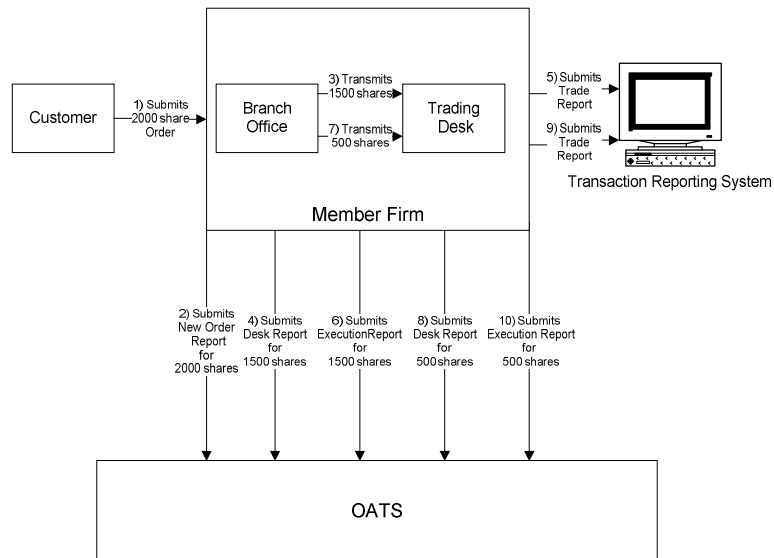 Customer
1) Submits
2000 share
Order
Branch
Office
3) Transmits
1500 shares
7) Transmits
500 shares
Trading
Desk
5) Submits
Trade
Report
9) Submits
Trade
Report
Transaction Reporting System
Member Firm
2) Submits
New Order
Report
for
2000 shares
4) Submits
Desk Report
for
1500 shares
6) Submits
ExecutionReport
for
1500 shares
8) Submits
Desk Report
for
500 shares
10) Submits
Execution Report
for
500 shares
OATS